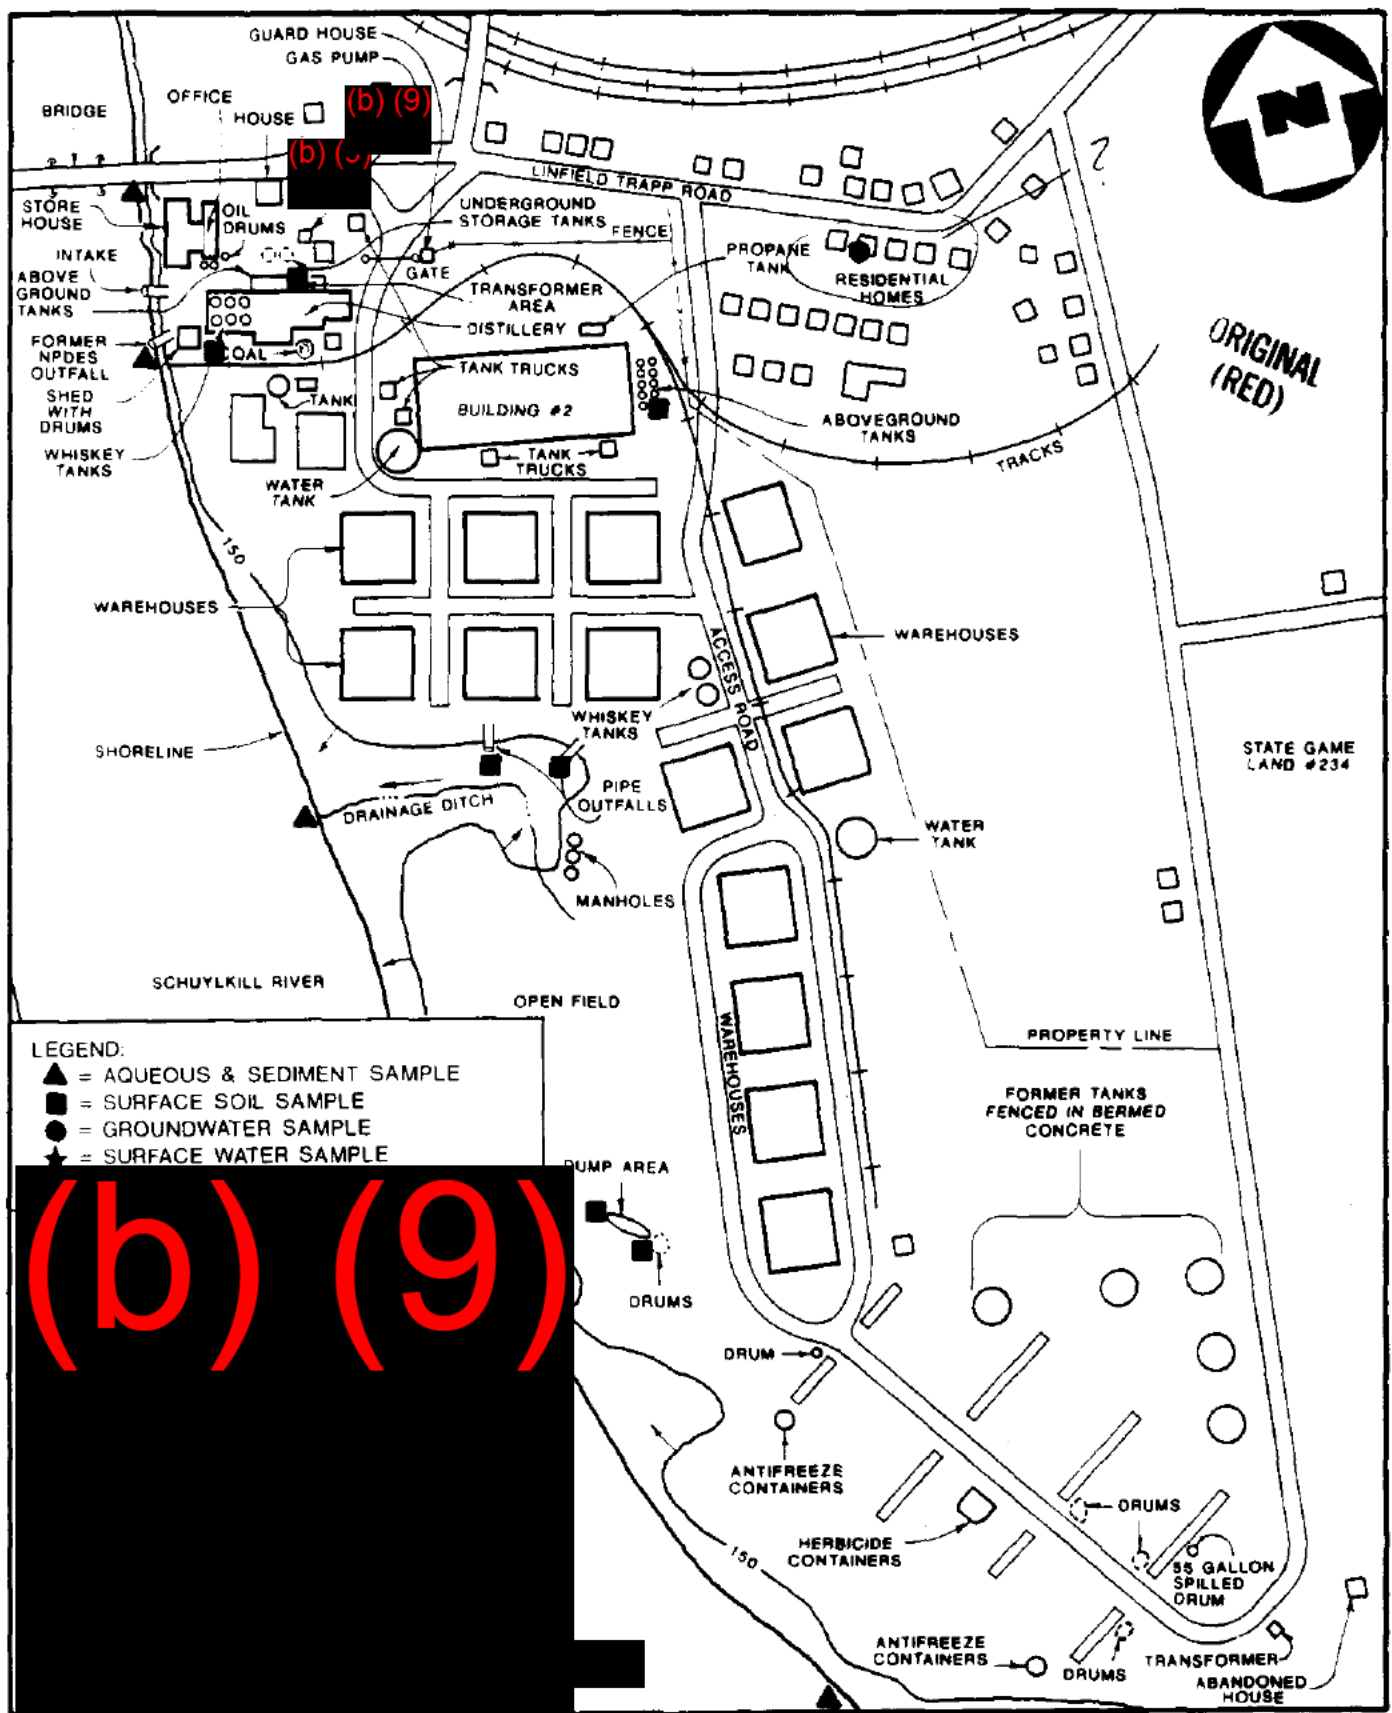 GUARD HOUSE
GAS PUMP
OFFICE
BRIDGE
HOUSE
(b) (9)
N
LINFIELD TRAPP ROAD
?
STORE
HOUSE
OIL
DRUMS
UNDERGROUND
STORAGE TANKS
FENCE
INTAKE
GATE
PROPANE
TANK
ABOVE
GROUND
TANKS
TRANSFORMER
AREA
RESIDENTIAL
HOMES
DISTILLERY
FORMER
NPDES
OUTFALL
COAL
ORIGINAL
(RED)
SHED
WITH
DRUMS
TANK
TANK TRUCKS
BUILDING #2
ABOVEGROUND
TANKS
WHISKEY
TANKS
TANK
TRUCKS
TRACKS
WATER
TANK
150
WAREHOUSES
ACCESS ROAD
WAREHOUSES
WHISKEY
TANKS
SHORELINE
STATE GAME
LAND #234
PIPE
OUTFALLS
DRAINAGE DITCH
WATER
TANK
MANHOLES
SCHUYLKILL RIVER
OPEN FIELD
WAREHOUSES
PROPERTY LINE
LEGEND:
= AQUEOUS & SEDIMENT SAMPLE
= SURFACE SOIL SAMPLE
= GROUNDWATER SAMPLE
= SURFACE WATER SAMPLE
(b) (9)
FORMER TANKS
FENCED IN BERMED
CONCRETE
DUMP AREA
DRUMS
DRUM
ANTIFREEZE
CONTAINERS
HERBICIDE
CONTAINERS
DRUMS
150
55 GALLON
SPILLED
DRUM
ANTIFREEZE
CONTAINERS
DRUMS
TRANSFORMER
ABANDONED
HOUSE